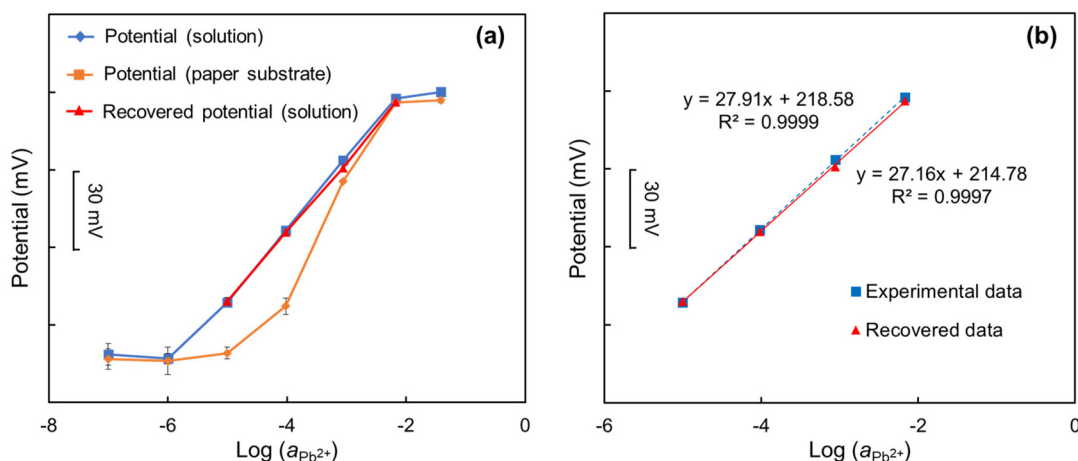 (a)
Potential (solution)
Potential (paper substrate)
Recovered potential (solution)
Potential (mV)
30 mV
-8 -6 -4 -2 0
Log (aPb2+)
(b)
y = 27.91x + 218.58
R² = 0.9999
y = 27.16x + 214.78
R² = 0.9997
Potential (mV)
30 mV
Experimental data
Recovered data
-6 -4 -2 0
Log (aPb2+)